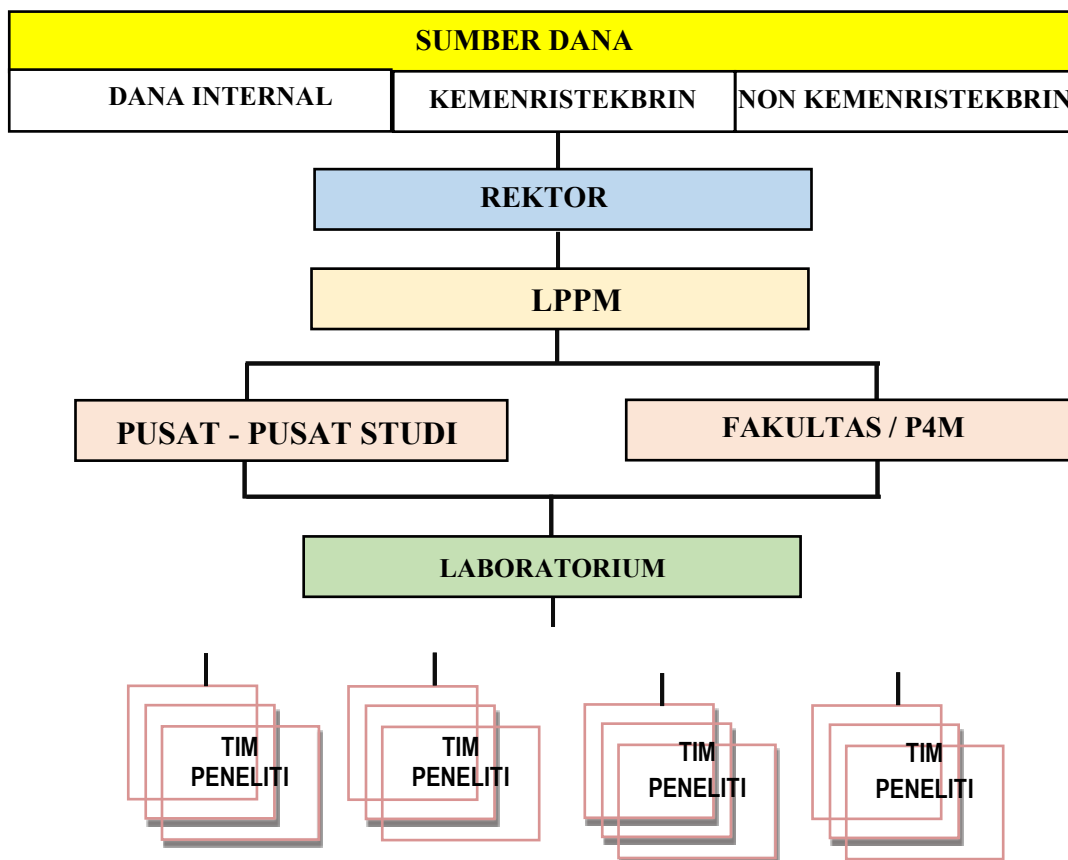 SUMBER DANA
DANA INTERNAL
KEMENRISTEKBRIN
NON KEMENRISTEKBRIN
REKTOR
LPPM
PUSAT - PUSAT STUDI
FAKULTAS / P4M
LABORATORIUM
TIM
PENELITI
TIM
PENELITI
TIM
PENELITI
TIM
PENELITI